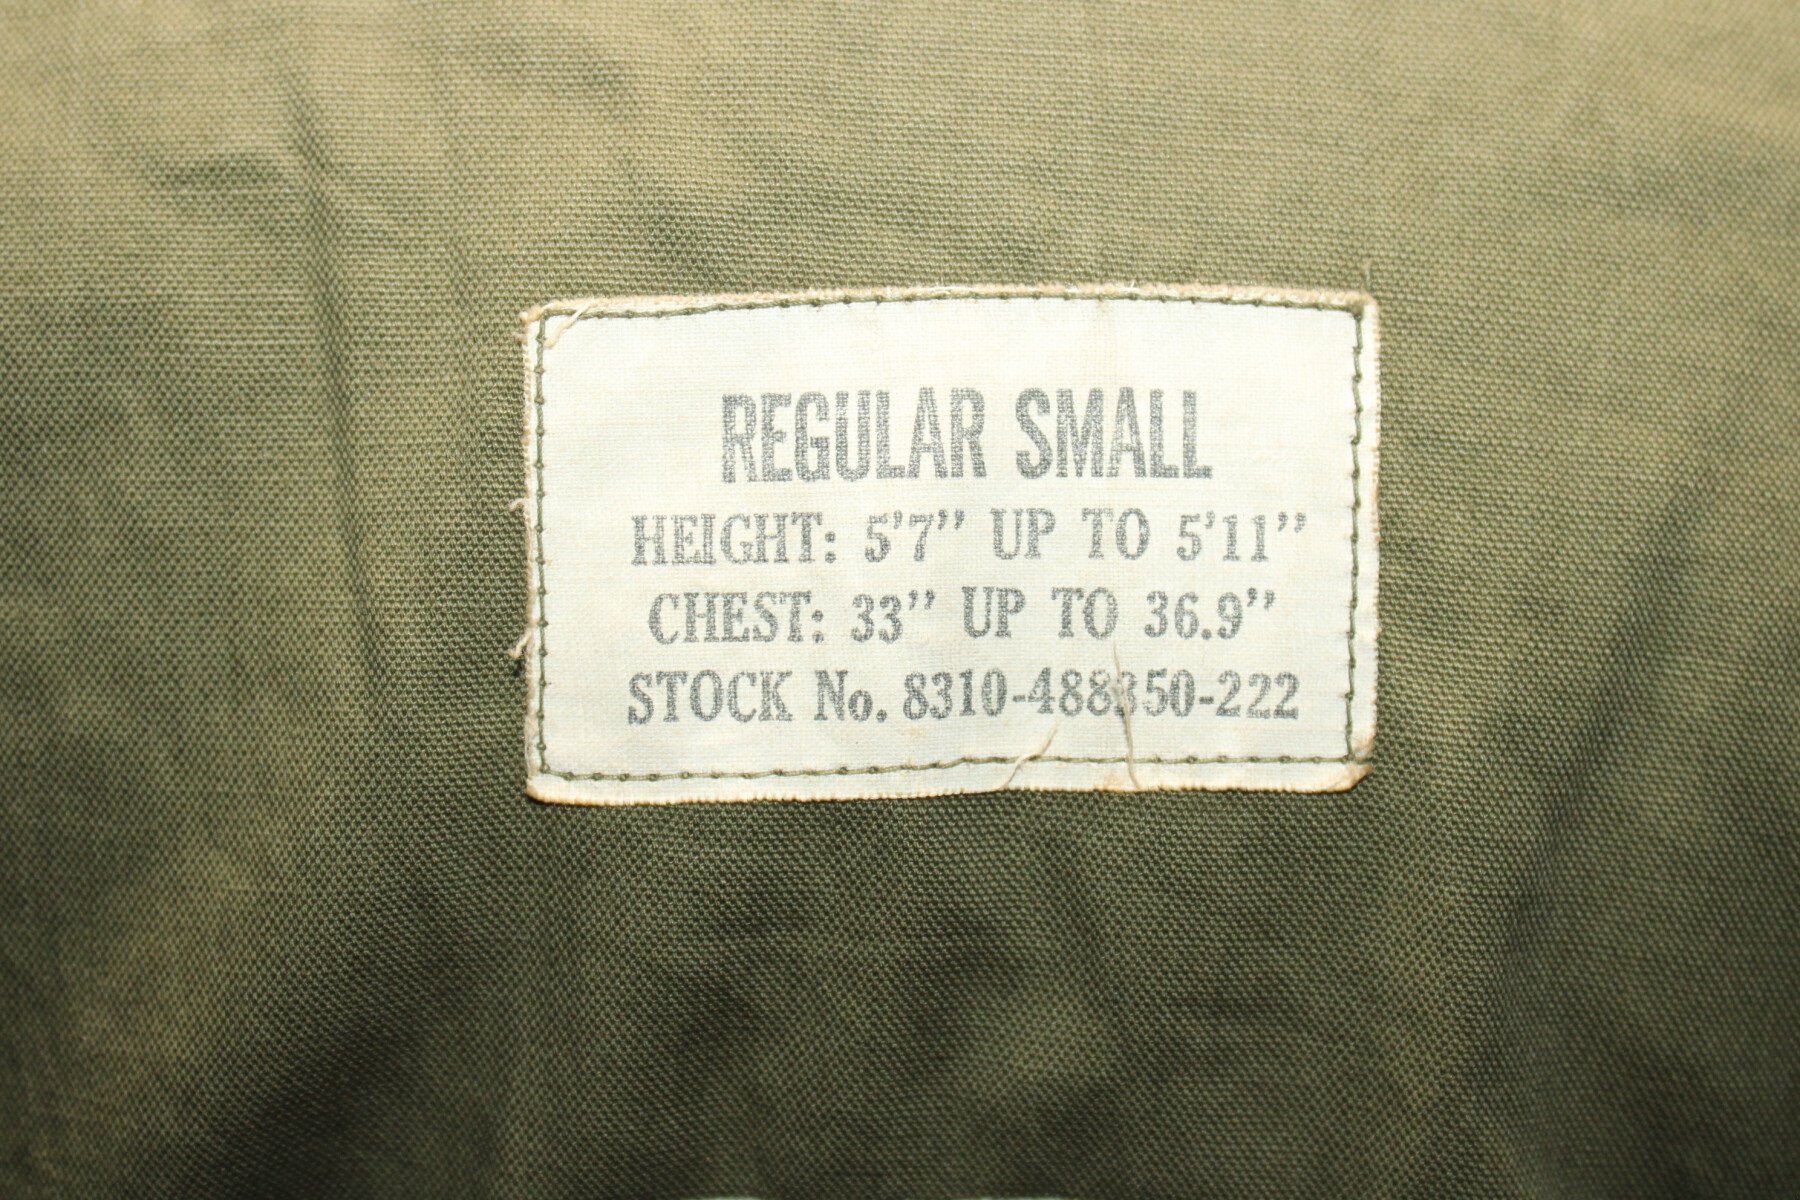 REGULAR SMALL
HEIGHT: 5'7" UP TO 5'11"
CHEST: 33" UP TO 36.9"
STOCK No. 8310-488350-222